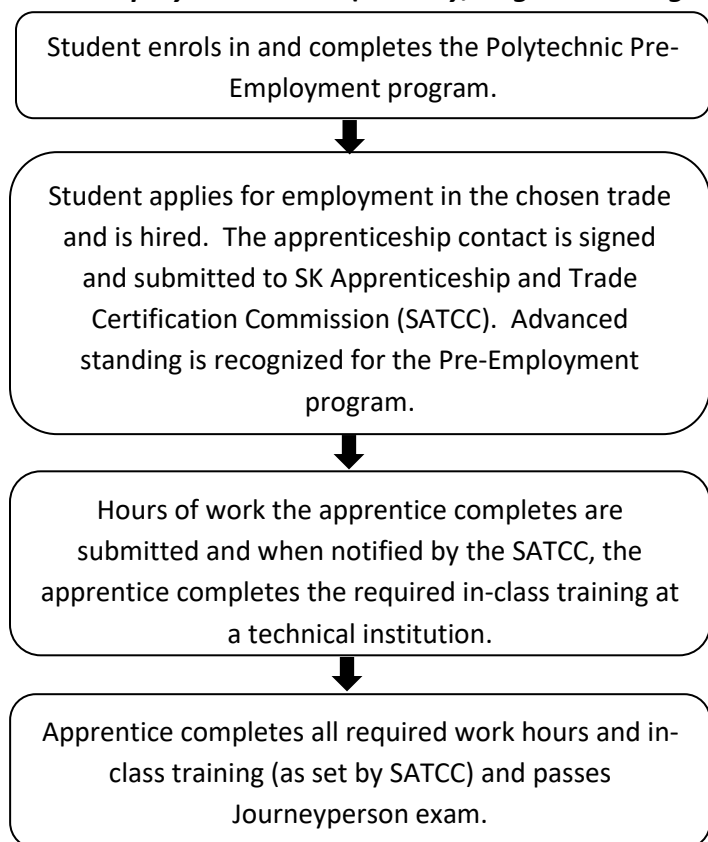 Student enrols in and completes the Polytechnic Pre-
Employment program.
Student applies for employment in the chosen trade
and is hired.  The apprenticeship contact is signed
and submitted to SK Apprenticeship and Trade
Certification Commission (SATCC).  Advanced
standing is recognized for the Pre-Employment
program.
Hours of work the apprentice completes are
submitted and when notified by the SATCC, the
apprentice completes the required in-class training at
a technical institution.
Apprentice completes all required work hours and in-
class training (as set by SATCC) and passes
Journeyperson exam.